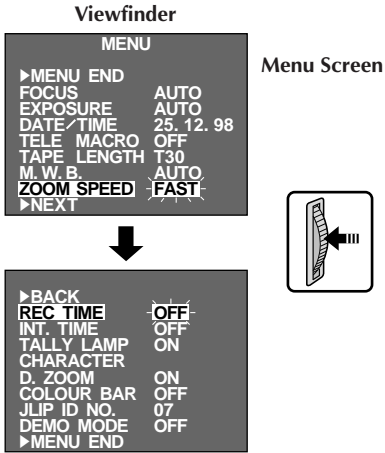 Viewfinder
MENU
Menu Screen
▶MENU END
FOCUS AUTO
EXPOSURE AUTO
DATE/TIME 25. 12. 98
TELE MACRO OFF
TAPE LENGTH T30
M. W. B. AUTO
ZOOM SPEED FAST
▶NEXT
▶BACK
REC TIME OFF
INT. TIME OFF
TALLY LAMP ON
CHARACTER
D. ZOOM ON
COLOUR BAR OFF
JLIP ID NO. 07
DEMO MODE OFF
▶MENU END